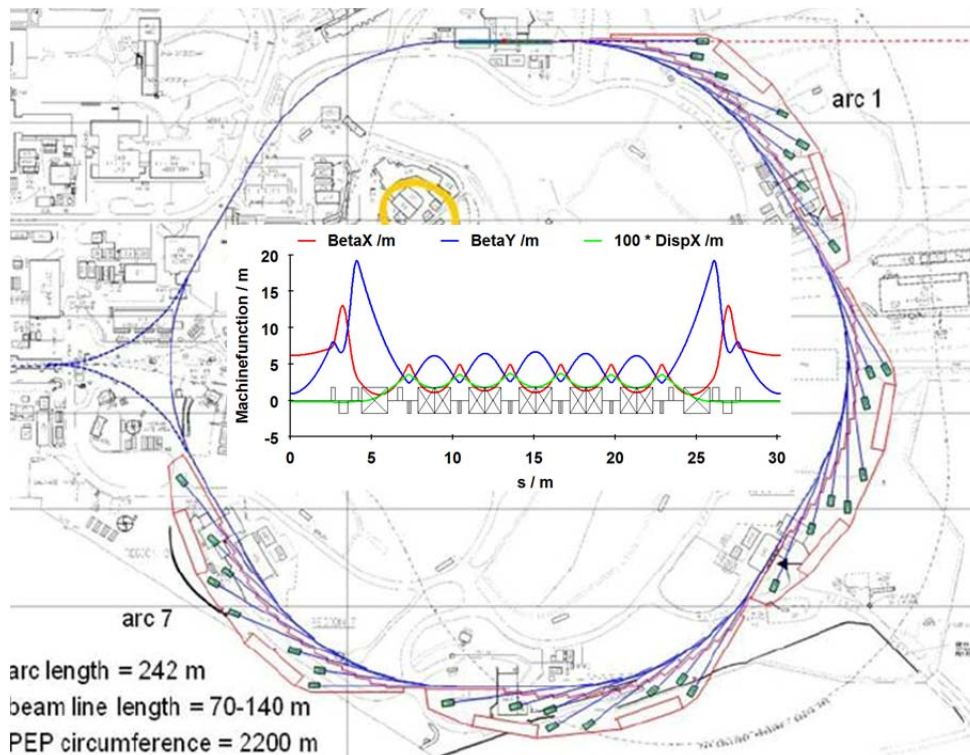 arc 1
BetaX /m BetaY /m 100 * DispX /m
Machinefunction / m
20
15
10
5
0
-5
0 5 10 15 20 25 30
s / m
arc 7
arc length = 242 m
beam line length = 70-140 m
PEP circumference = 2200 m